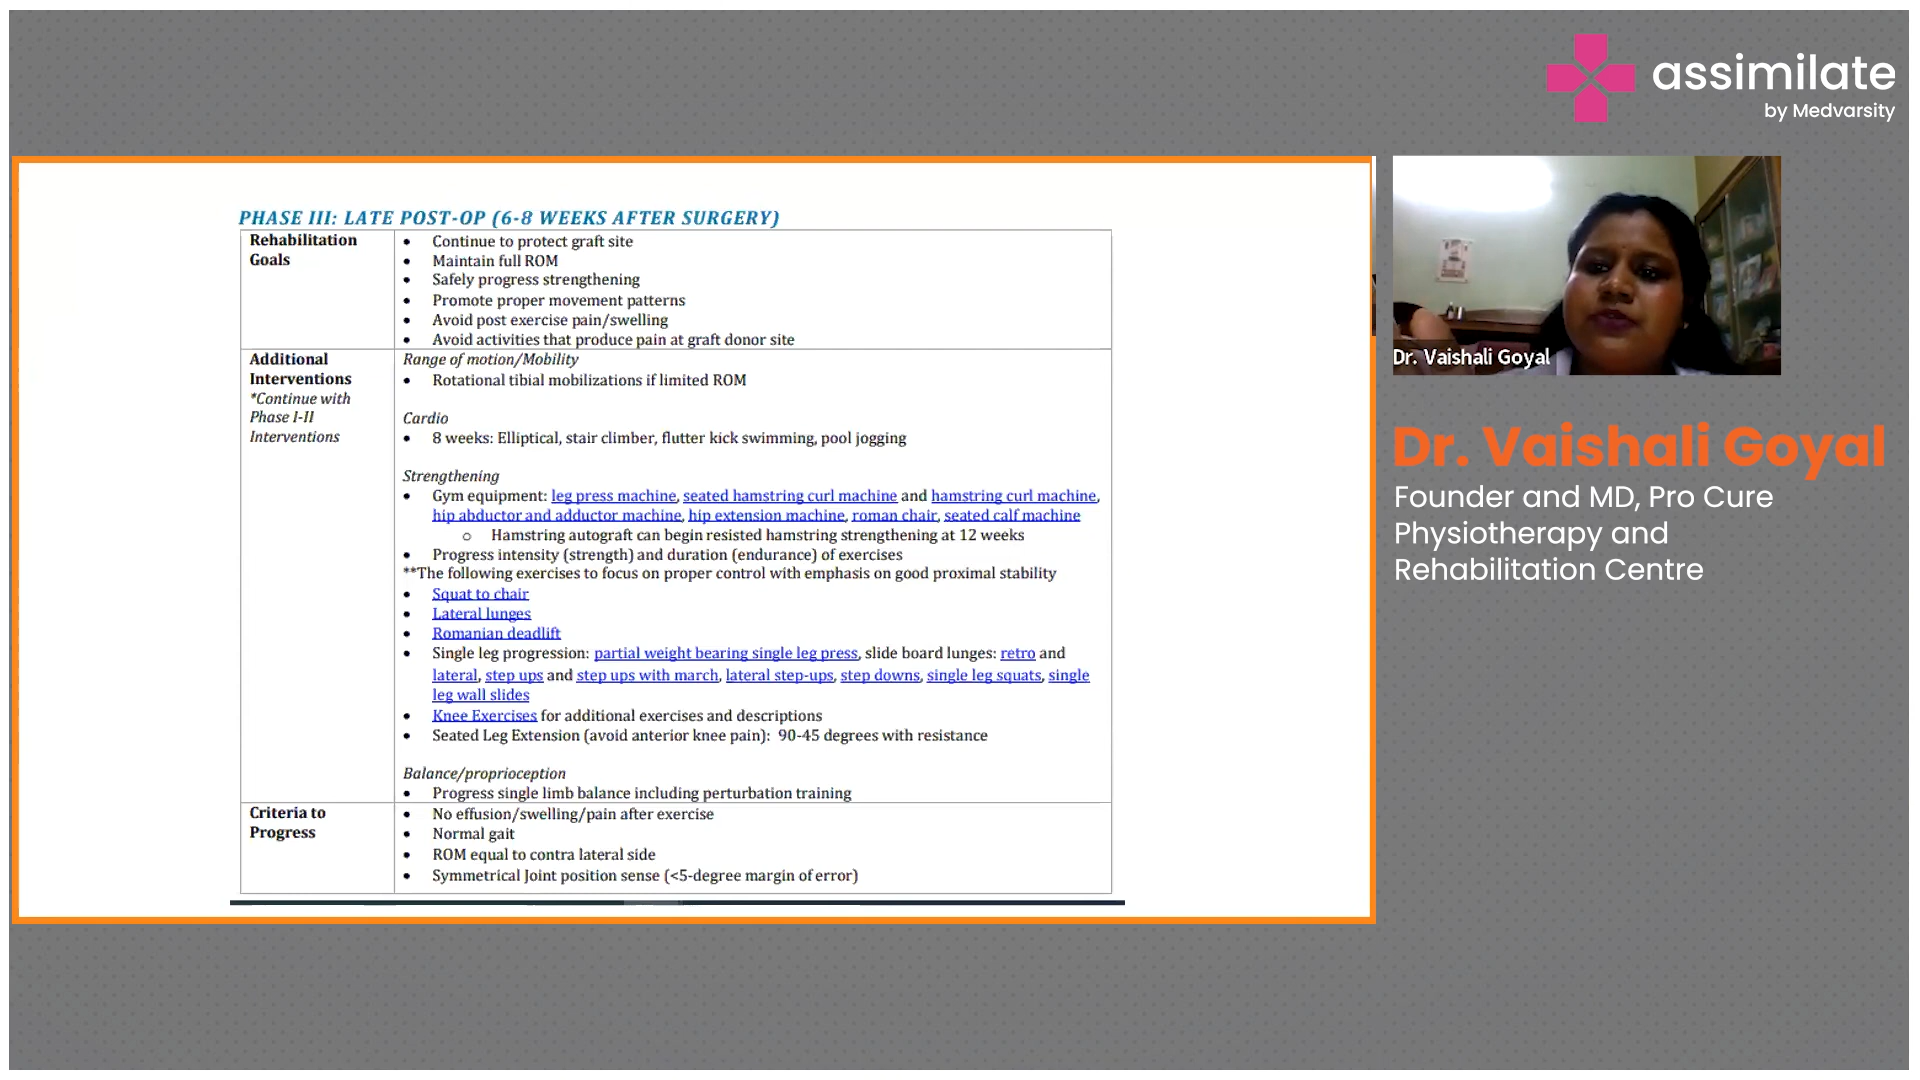 assimilate
by Medvarsity
PHASE III: LATE POST-OP (6-8 WEEKS AFTER SURGERY)
Rehabilitation
Goals
• Continue to protect graft site
• Maintain full ROM
• Safely progress strengthening
• Promote proper movement patterns
• Avoid post exercise pain/swelling
• Avoid activities that produce pain at graft donor site
Additional
Interventions
*Continue with
Phase I-II
Interventions
Range of motion/Mobility
• Rotational tibial mobilizations if limited ROM
Cardio
• 8 weeks: Elliptical, stair climber, flutter kick swimming, pool jogging
Strengthening
• Gym equipment: leg press machine, seated hamstring curl machine and hamstring curl machine,
hip abductor and adductor machine, hip extension machine, roman chair, seated calf machine
o Hamstring autograft can begin resisted hamstring strengthening at 12 weeks
• Progress intensity (strength) and duration (endurance) of exercises
**The following exercises to focus on proper control with emphasis on good proximal stability
• Squat to chair
• Lateral lunges
• Romanian deadlift
• Single leg progression: partial weight bearing single leg press, slide board lunges: retro and
lateral, step ups and step ups with march, lateral step-ups, step downs, single leg squats, single
leg wall slides
• Knee Exercises for additional exercises and descriptions
• Seated Leg Extension (avoid anterior knee pain): 90-45 degrees with resistance
Balance/proprioception
• Progress single limb balance including perturbation training
Criteria to
Progress
• No effusion/swelling/pain after exercise
• Normal gait
• ROM equal to contra lateral side
• Symmetrical Joint position sense (<5-degree margin of error)
Dr. Vaishali Goyal
Dr. Vaishali Goyal
Founder and MD, Pro Cure
Physiotherapy and
Rehabilitation Centre